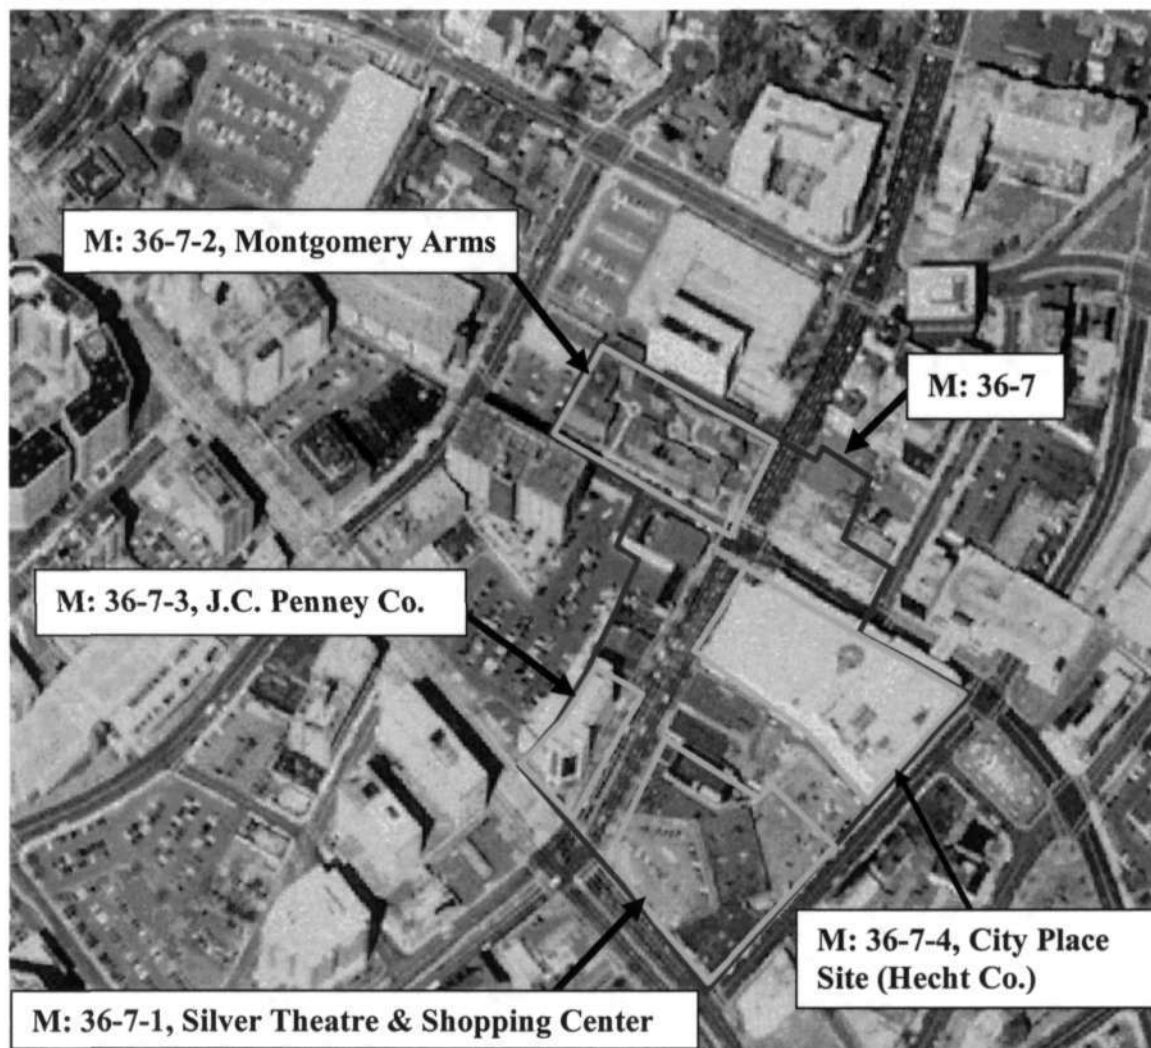 M: 36-7-2, Montgomery Arms
M: 36-7
M: 36-7-3, J.C. Penney Co.
M: 36-7-4, City Place
Site (Hecht Co.)
M: 36-7-1, Silver Theatre & Shopping Center